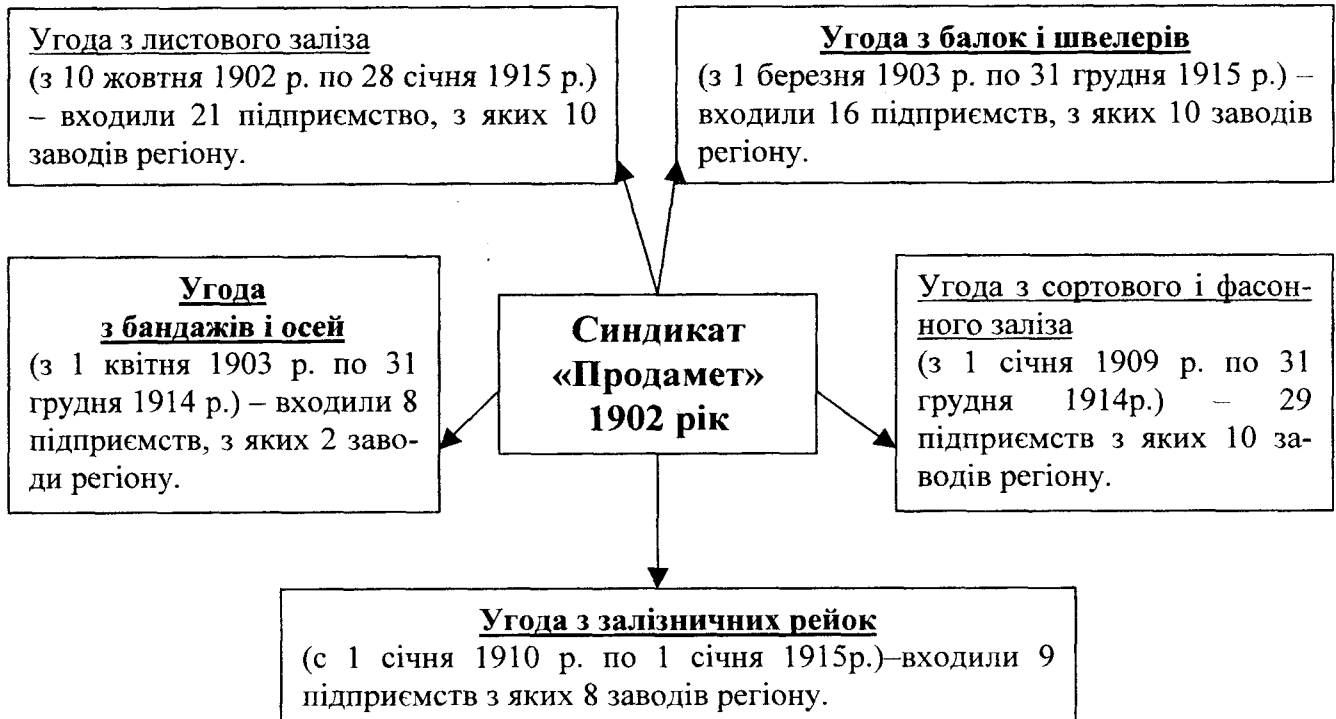 Угода з листового заліза
(з 10 жовтня 1902 р. по 28 січня 1915 р.)
– входили 21 підприємство, з яких 10
заводів регіону.
Угода з балок і швелерів
(з 1 березня 1903 р. по 31 грудня 1915 р.) –
входили 16 підприємств, з яких 10 заводів
регіону.
Угода
з бандажів і осей
(з 1 квітня 1903 р. по 31
грудня 1914 р.) – входили 8
підприємств, з яких 2 заво-
ди регіону.
Синдикат
«Продамет»
1902 рік
Угода з сортового і фасон-
ного заліза
(з 1 січня 1909 р. по 31
грудня 1914р.) – 29
підприємств з яких 10 за-
водів регіону.
Угода з залізничних рейок
(с 1 січня 1910 р. по 1 січня 1915р.)–входили 9
підприємств з яких 8 заводів регіону.